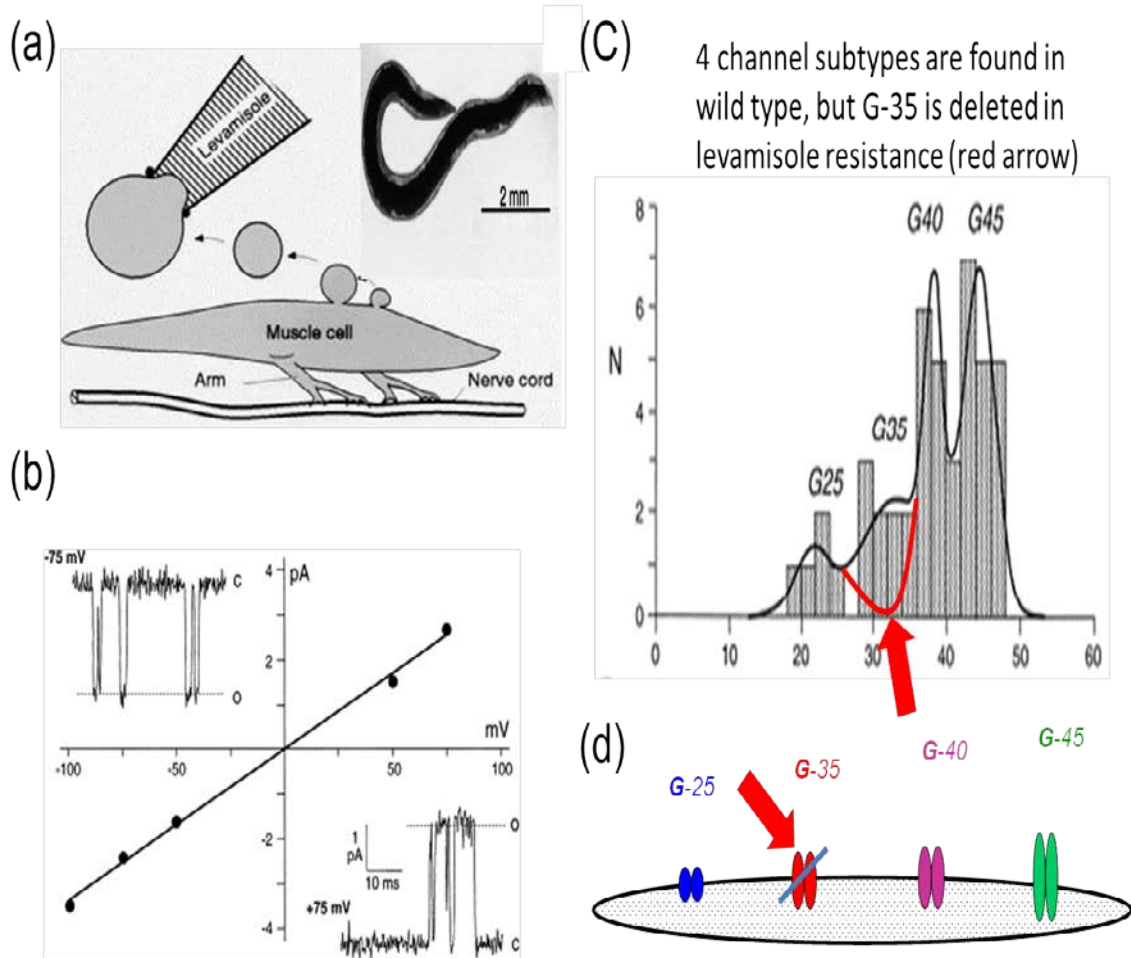 (a)
Levamisole
2 mm
Muscle cell
Arm
Nerve cord
(b)
-75 mV
C
O
4
pA
2
mV
-100
-50
50
100
-2
-4
1
pA
10 ms
O
+75 mV
C
(C)
4 channel subtypes are found in
wild type, but G-35 is deleted in
levamisole resistance (red arrow)
8
G40
G45
6
N
4
G35
G25
2
0
0
10
20
30
40
50
60
(d)
G-25
G-35
G-40
G-45